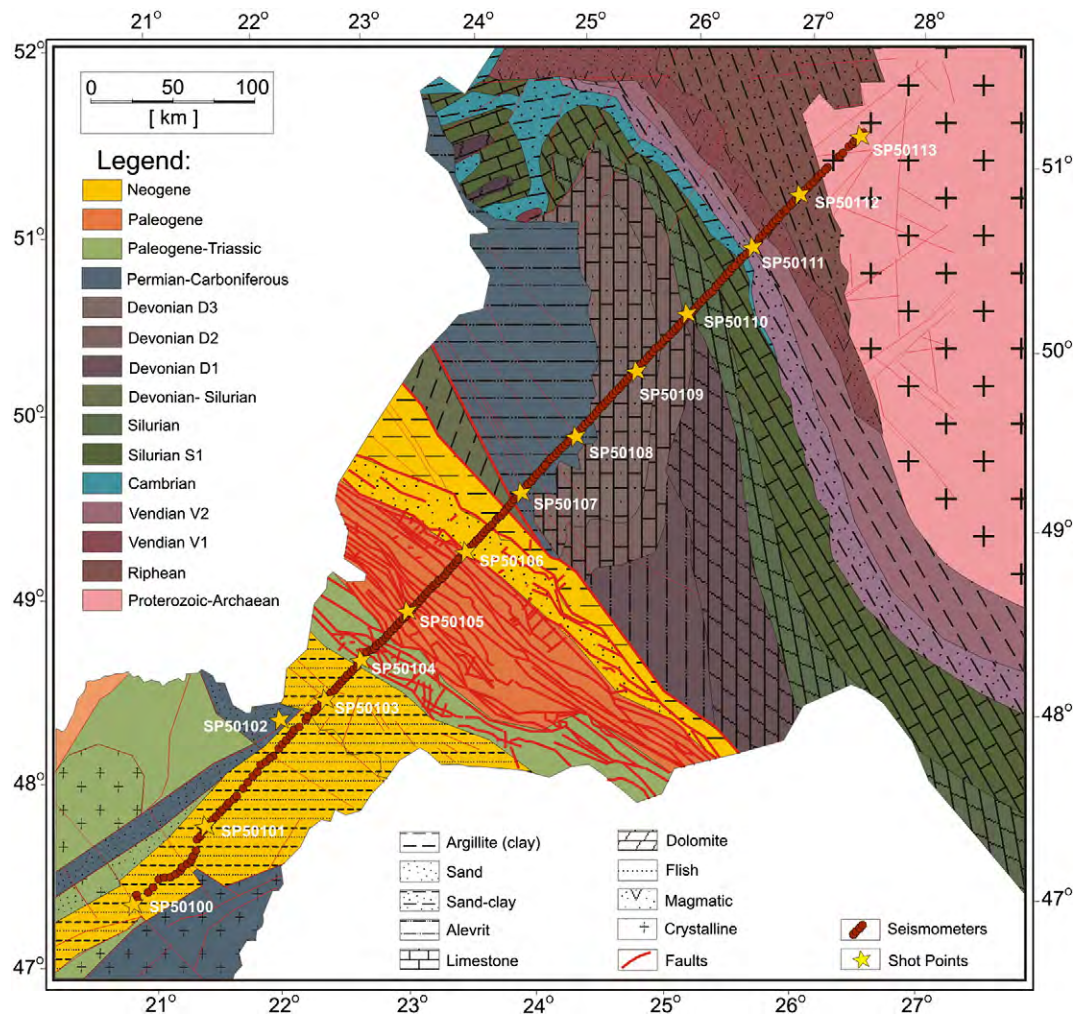 21° 22° 23° 24° 25° 26° 27° 28°
52°
0 50 100
[ km ]
Legend:
Neogene
Paleogene
Paleogene-Triassic
Permian-Carboniferous
Devonian D3
Devonian D2
Devonian D1
Devonian- Silurian
Silurian
Silurian S1
Cambrian
Vendian V2
Vendian V1
Riphean
Proterozoic-Archaean
51°
50°
49°
48°
47°
51°
50°
49°
48°
47°
SP50113
SP50112
SP50111
SP50110
SP50109
SP50108
SP50107
SP50106
SP50105
SP50104
SP50103
SP50102
SP50101
SP50100
Argillite (clay)
Sand
Sand-clay
Alevrit
Limestone
Dolomite
Flish
Magmatic
Crystalline
Faults
Seismometers
Shot Points
21° 22° 23° 24° 25° 26° 27°